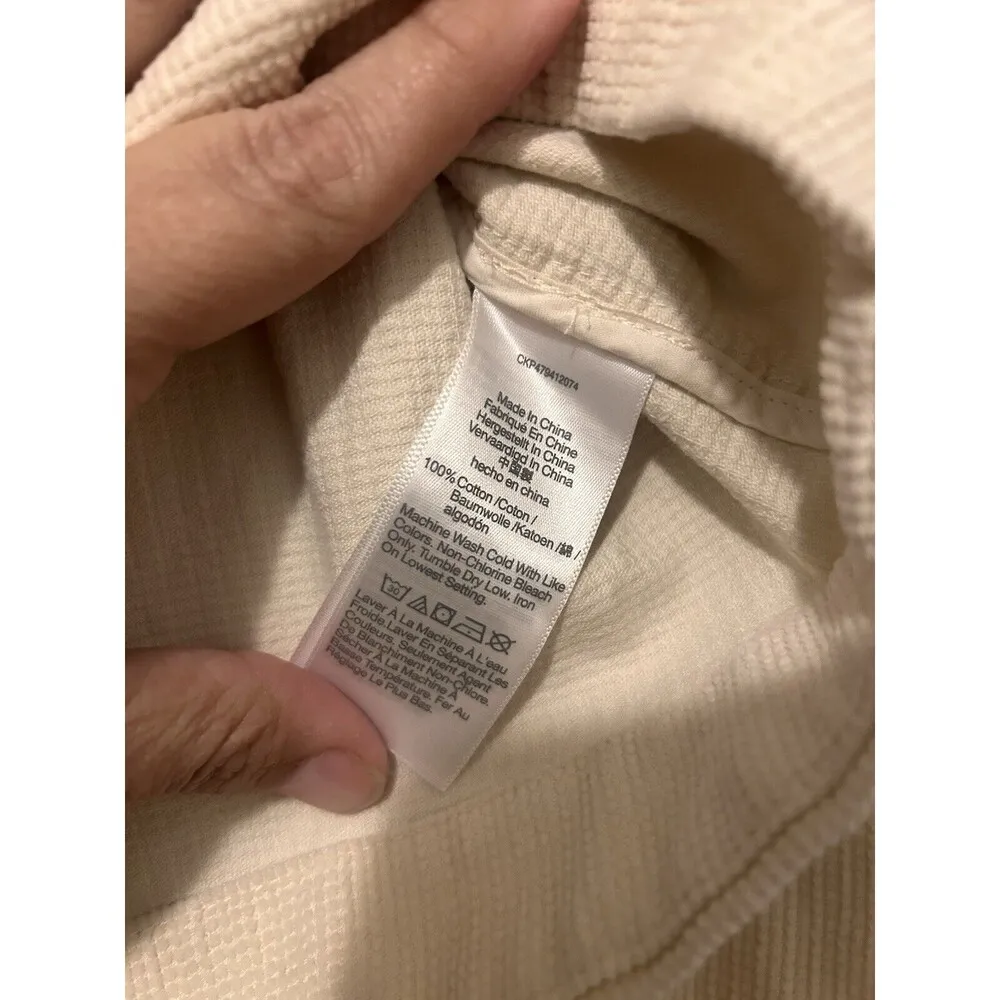 CKP479412074
Made In China
Fabriqué En Chine
Hergestellt In China
Vervaardigd In China
中國製
hecho en china
100% Cotton /Coton /
Baumwolle /Katoen /綿 /
algodón
Machine Wash Cold With Like
Colors. Non-Chlorine Bleach
Only. Tumble Dry Low. Iron
On Lowest Setting.
30
Laver À La Machine À L'eau
Froide.Laver En Séparant Les
Couleurs. Seulement Agent
De Blanchiment Non-Chlore.
Sécher À La Machine À
Basse Température. Fer Au
Réglage Le Plus Bas.